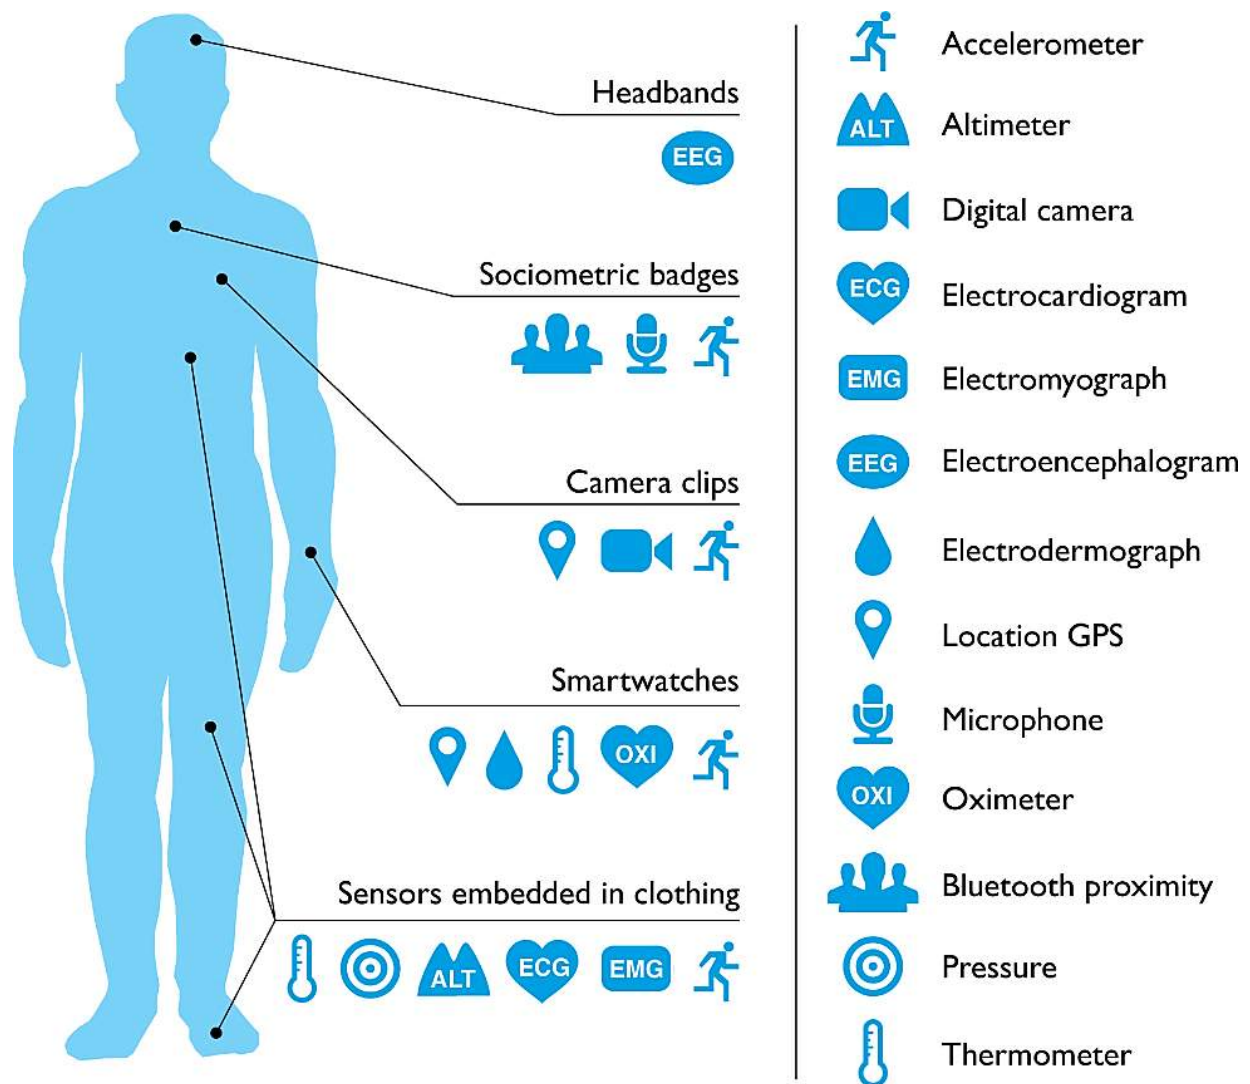 Headbands
EEG
Sociometric badges
Camera clips
Smartwatches
OXI
Sensors embedded in clothing
ALT ECG EMG
Accelerometer
ALT Altimeter
Digital camera
ECG Electrocardiogram
EMG Electromyograph
EEG Electroencephalogram
Electrodermograph
Location GPS
Microphone
OXI Oximeter
Bluetooth proximity
Pressure
Thermometer